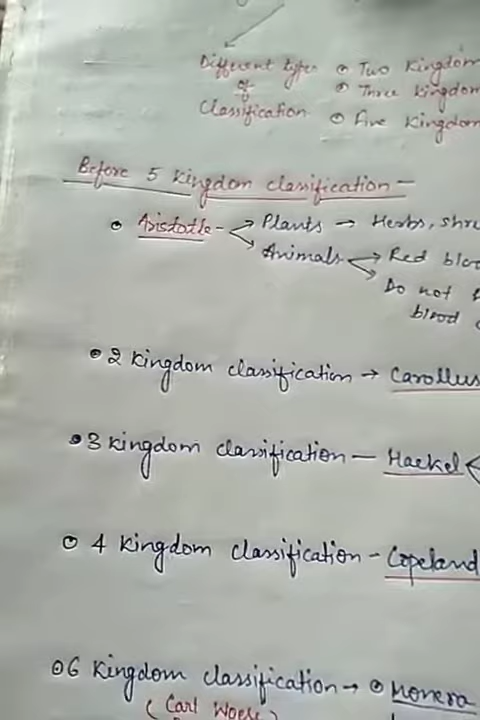 Different types ○ Two Kingdom
of ○ Three Kingdom
Classification ○ Five Kingdom
Before 5 Kingdom classification -
○ Aristotle - → Plants → Herbs, shru
→ Animals → Red bloo
→ Do not
blood
○ 2 Kingdom classification → Carollus
○ 3 Kingdom classification — Haekel <
○ 4 Kingdom classification - Copeland
○ 6 Kingdom classification → ○ Monera
(Carl Woese)